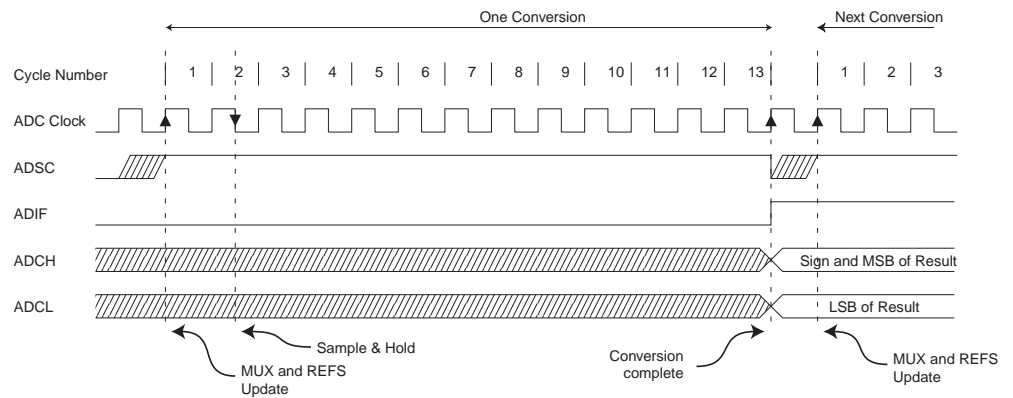 One Conversion
Next Conversion
Cycle Number 1 2 3 4 5 6 7 8 9 10 11 12 13 1 2 3
ADC Clock
ADSC
ADIF
ADCH Sign and MSB of Result
ADCL LSB of Result
Sample & Hold
MUX and REFS
Update
Conversion
complete
MUX and REFS
Update